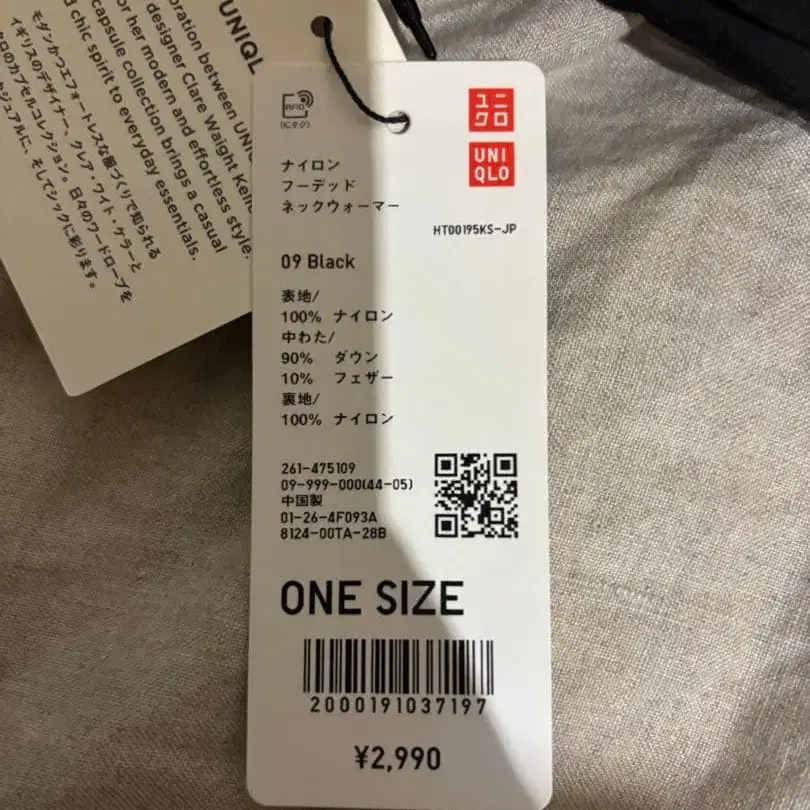 UNIQL
oration between UNI
designer Clare Waight Kell
or her modern and effortless style.
capsule collection brings a casual
d chic spirit to everyday essentials.
モダンかつエフォートレスな服づくりで知られる
イギリスのデザイナー、クレア・ワイト・ケラーと
クロのカプセルコレクション。日々のワードローブを
カジュアルに、そしてシックに彩ります。
RFID
(ICタグ)
ユニ
クロ
UNI
QLO
ナイロン
フーデッド
ネックウォーマー
HT00195KS-JP
09 Black
表地/
100% ナイロン
中わた/
90% ダウン
10% フェザー
裏地/
100% ナイロン
261-475109
09-999-000(44-05)
中国製
01-26-4F093A
8124-00TA-28B
ONE SIZE
2000191037197
¥2,990